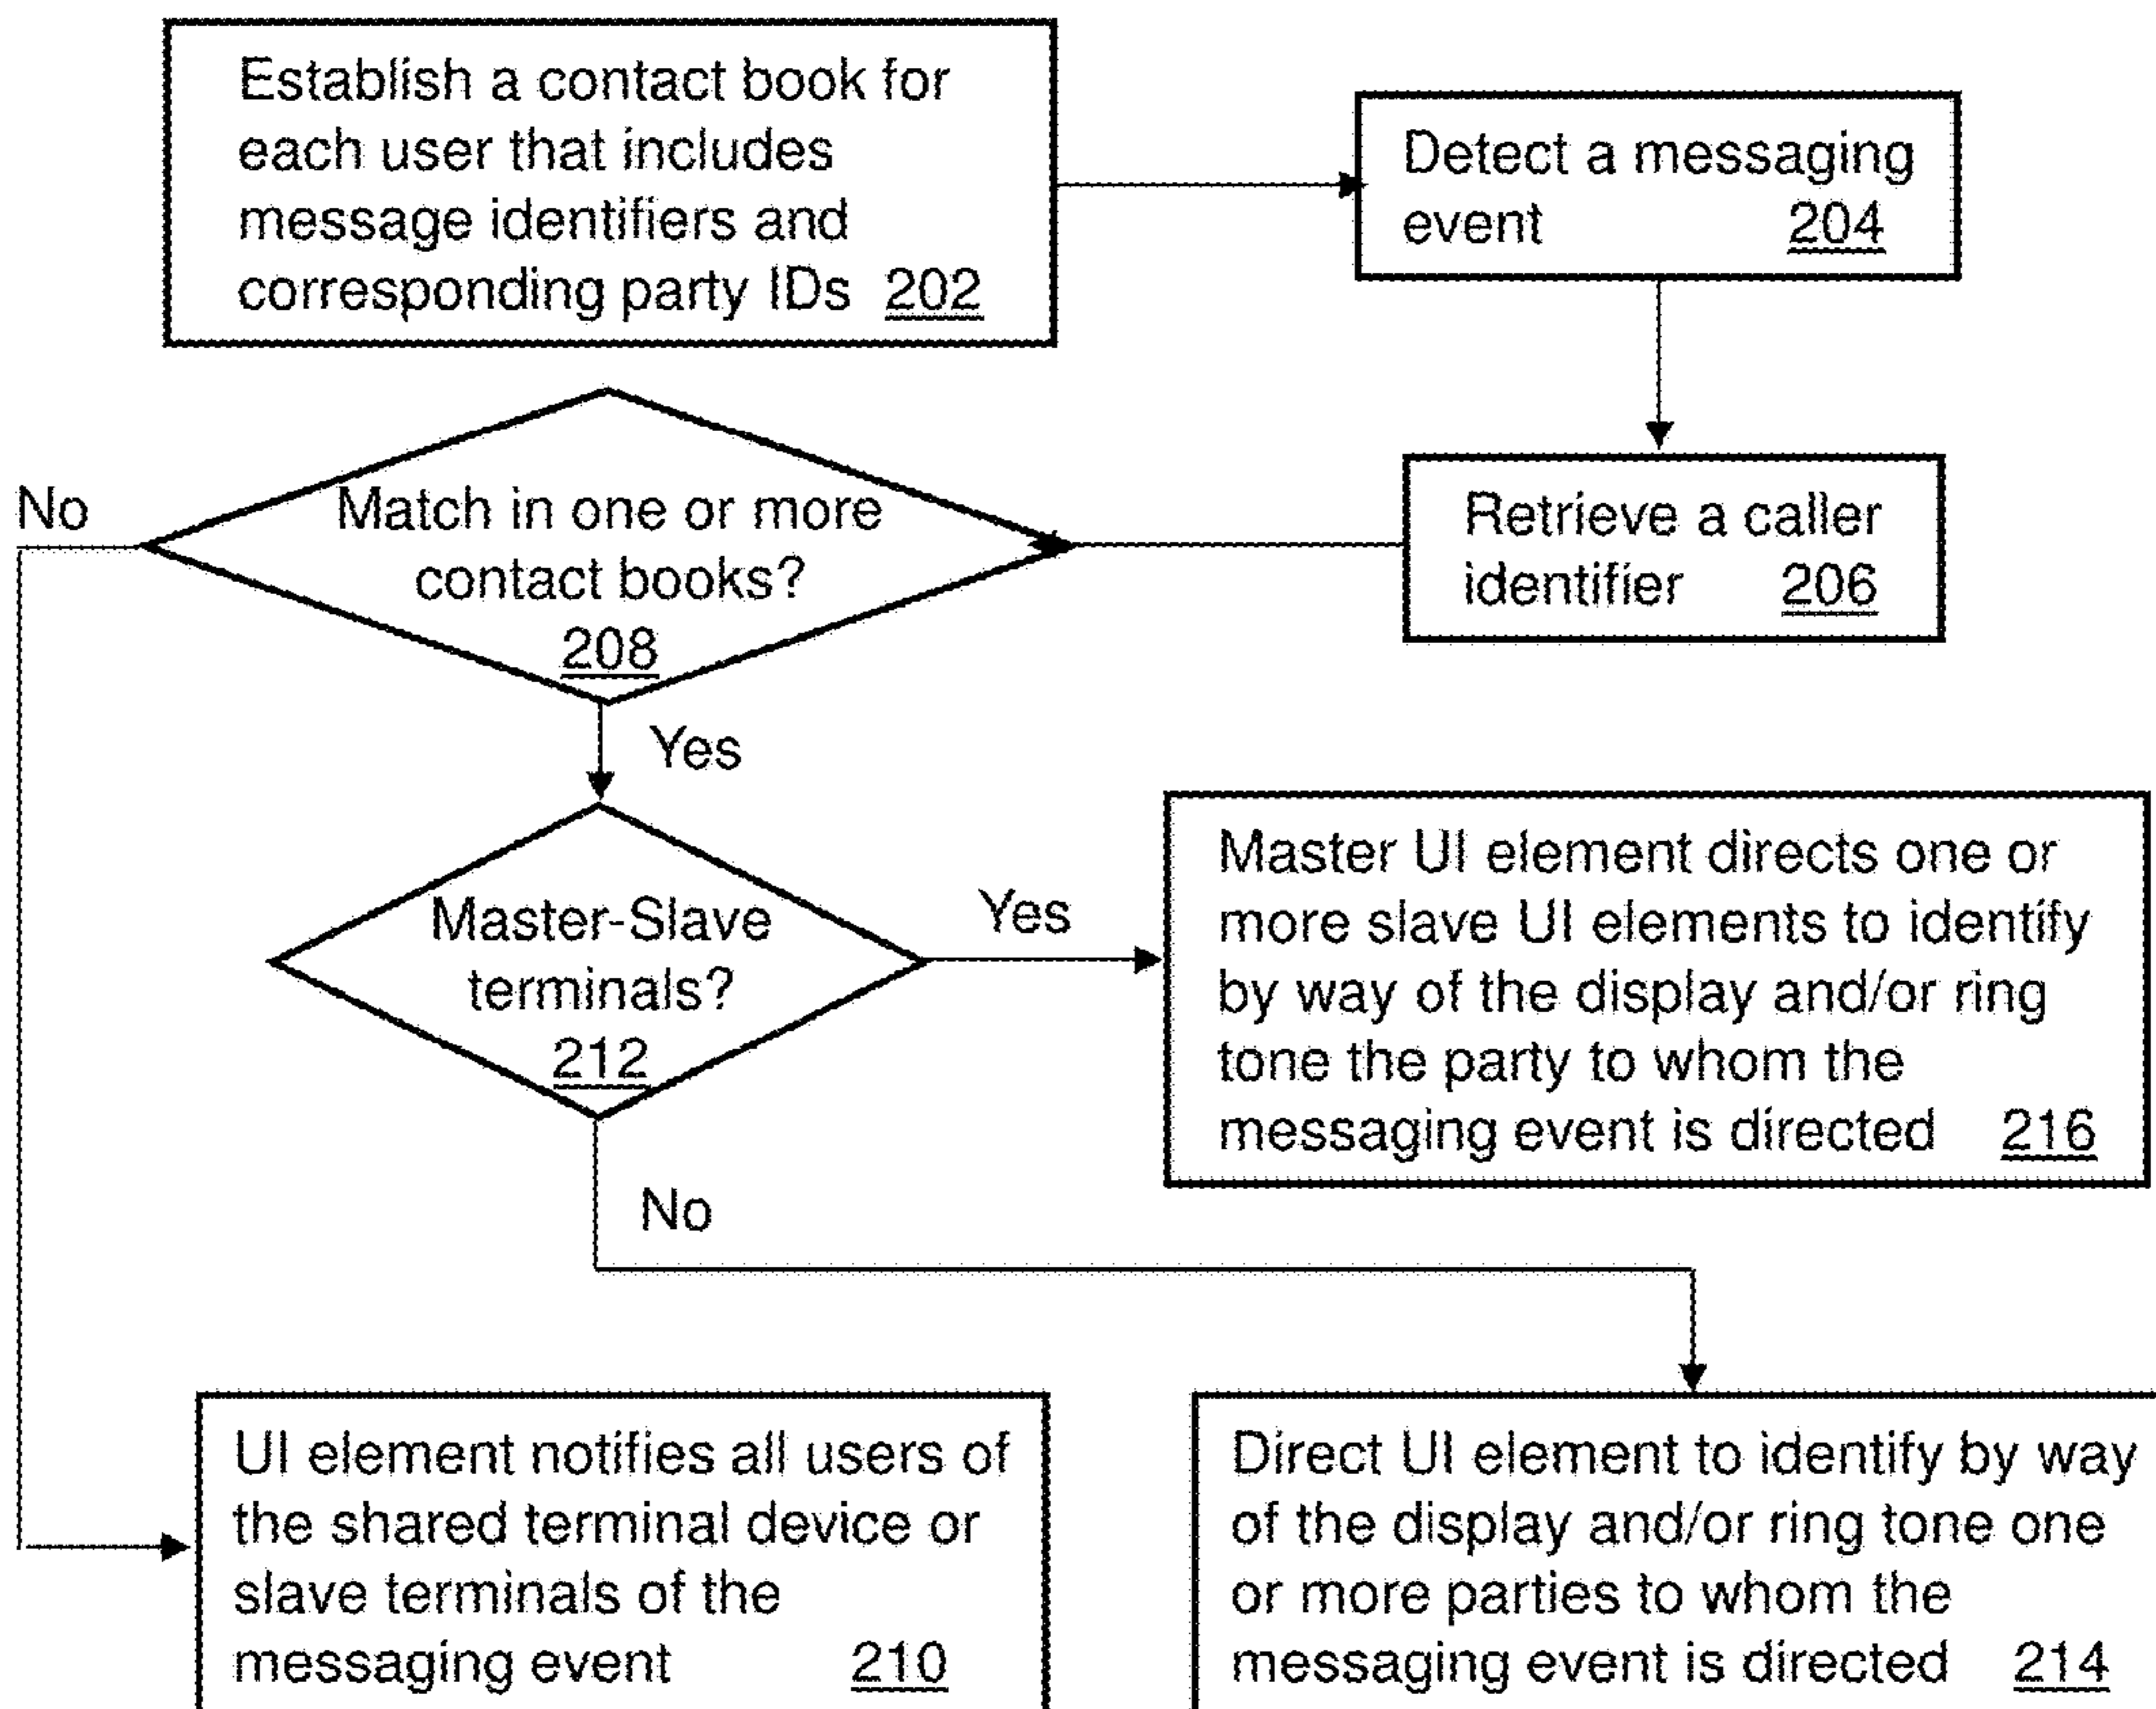 Establish a contact book for
each user that includes
message identifiers and
corresponding party IDs 202
Detect a messaging
event 204
Retrieve a caller
identifier 206
Match in one or more
contact books?
208
No
Yes
Master-Slave
terminals?
212
Yes
Master UI element directs one or
more slave UI elements to identify
by way of the display and/or ring
tone the party to whom the
messaging event is directed 216
No
UI element notifies all users of
the shared terminal device or
slave terminals of the
messaging event 210
Direct UI element to identify by way
of the display and/or ring tone one
or more parties to whom the
messaging event is directed 214